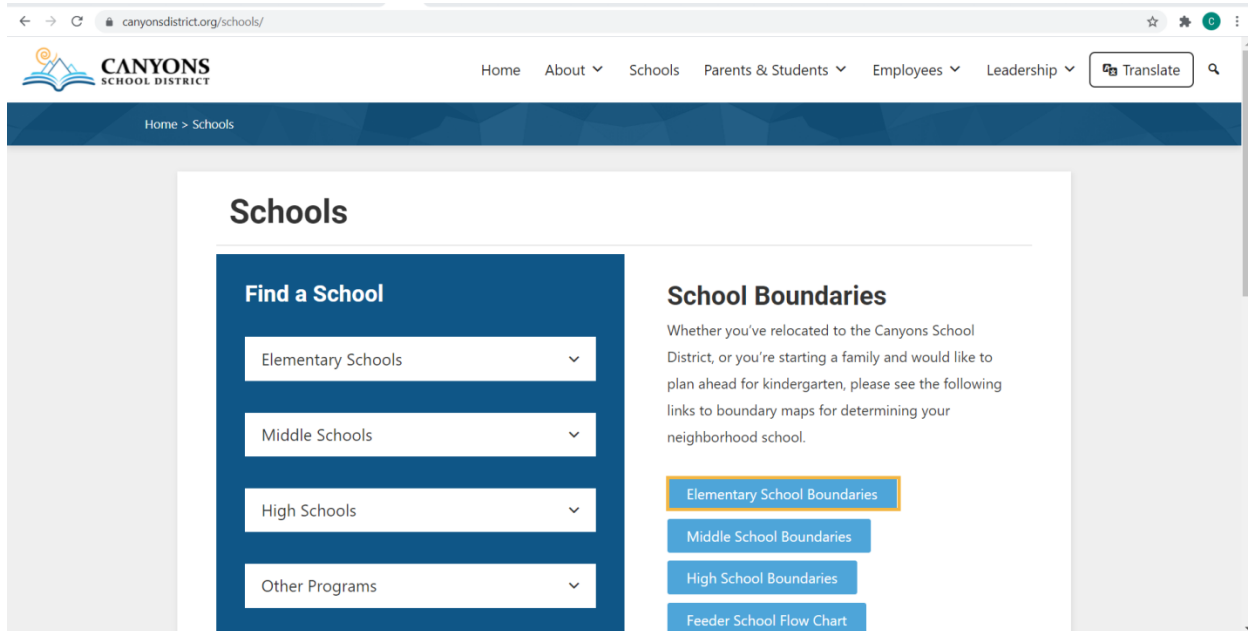 canyonsdistrict.org/schools/
C
CANYONS
SCHOOL DISTRICT
Home About Schools Parents & Students Employees Leadership Translate
Home > Schools
Schools
Find a School
Elementary Schools
Middle Schools
High Schools
Other Programs
School Boundaries
Whether you've relocated to the Canyons School
District, or you're starting a family and would like to
plan ahead for kindergarten, please see the following
links to boundary maps for determining your
neighborhood school.
Elementary School Boundaries
Middle School Boundaries
High School Boundaries
Feeder School Flow Chart